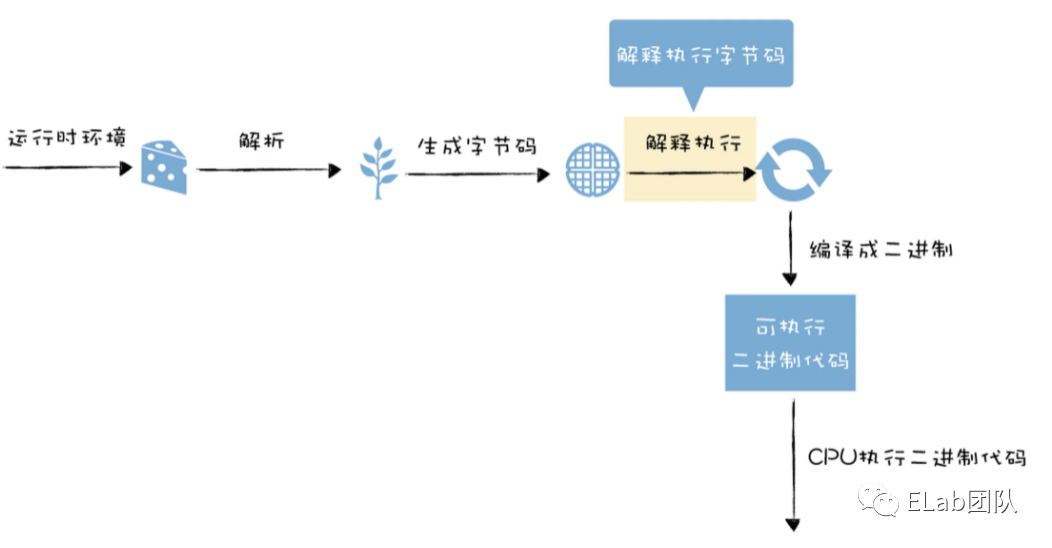 解释执行字节码
运行时环境
解析
生成字节码
解释执行
编译成二进制
可执行
二进制代码
CPU执行二进制代码
ELab团队